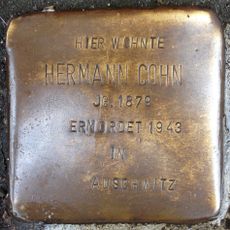 HIER WOHNTE
HERMANN COHN
JG. 1879
ERMORDET 1943
IN
AUSCHWITZ